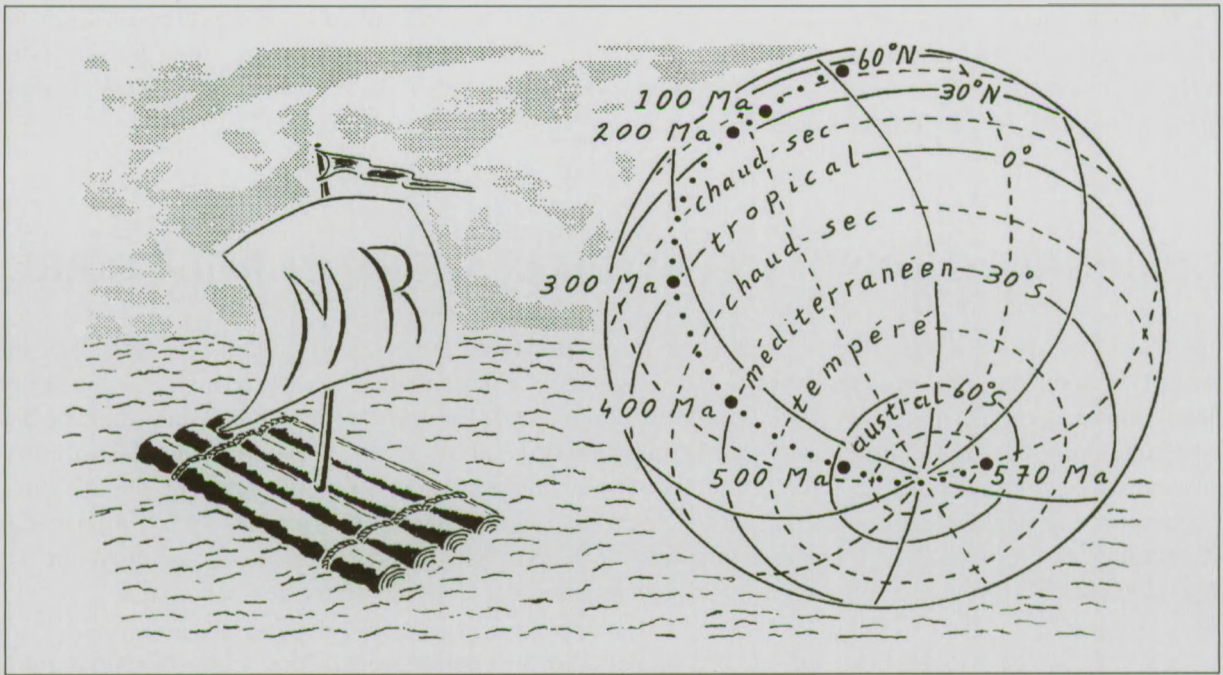 60°N
100 Ma
30°N
200 Ma
chaud-sec
0°
tropical
MR
chaud-sec
300 Ma
méditerranéen
30°S
tempéré
400 Ma
austral 60°S
500 Ma
570 Ma